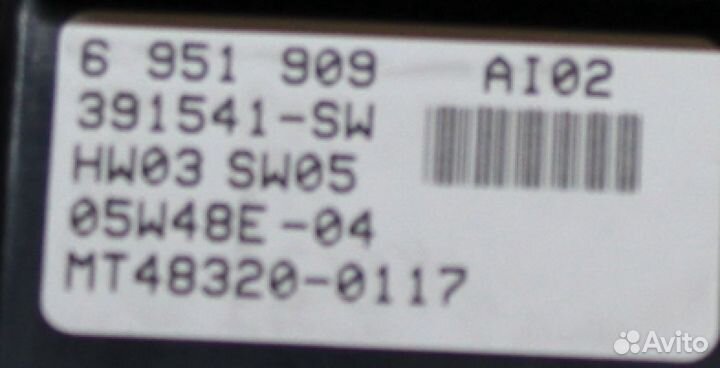 6 951 909 AI02
391541-SW
HW03 SW05
05W48E-04
MT48320-0117
Avito